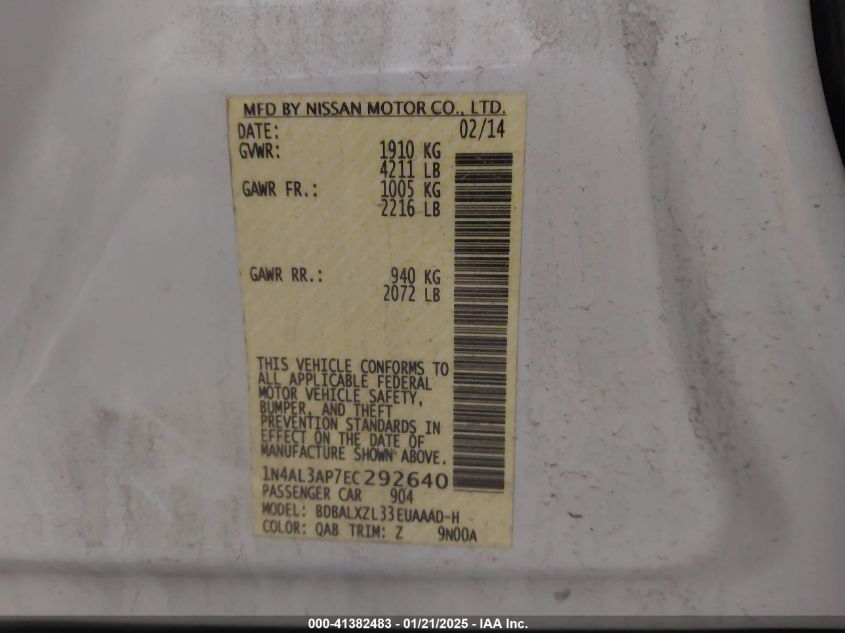 MFD BY NISSAN MOTOR CO., LTD.
DATE: 02/14
GVWR: 1910 KG
4211 LB
GAWR FR.: 1005 KG
2216 LB
GAWR RR.: 940 KG
2072 LB
THIS VEHICLE CONFORMS TO
ALL APPLICABLE FEDERAL
MOTOR VEHICLE SAFETY,
BUMPER, AND THEFT
PREVENTION STANDARDS IN
EFFECT ON THE DATE OF
MANUFACTURE SHOWN ABOVE.
1N4AL3AP7EC292640
PASSENGER CAR 904
MODEL: BDBALXZL33EUAAAD-H
COLOR: QAB TRIM: Z 9N00A
000-41382483 - 01/21/2025 - IAA Inc.